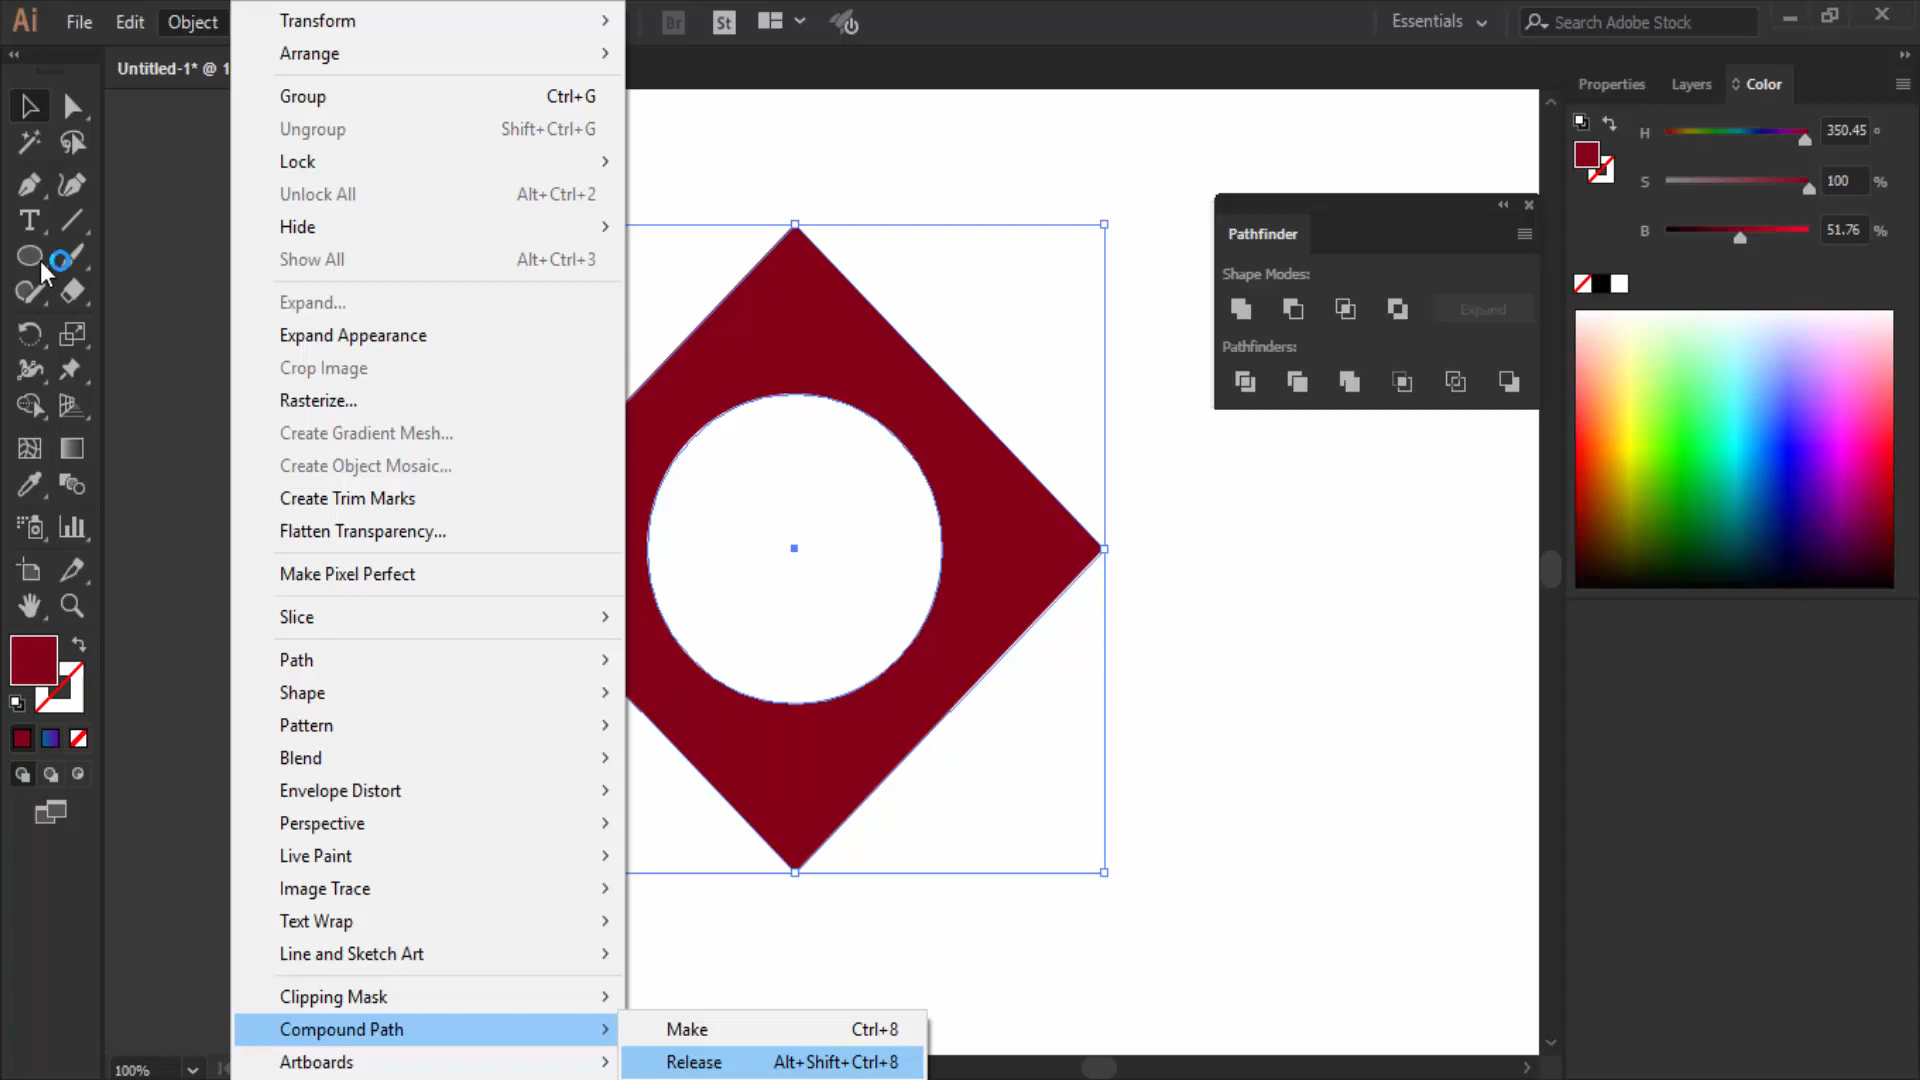 Ai File Edit Object Br St Essentials Search Adobe Stock
Untitled-1* @ 1
Transform
Arrange
Group Ctrl+G
Ungroup Shift+Ctrl+G
Lock
Unlock All Alt+Ctrl+2
Hide
Show All Alt+Ctrl+3
Expand...
Expand Appearance
Crop Image
Rasterize...
Create Gradient Mesh...
Create Object Mosaic...
Create Trim Marks
Flatten Transparency...
Make Pixel Perfect
Slice
Path
Shape
Pattern
Blend
Envelope Distort
Perspective
Live Paint
Image Trace
Text Wrap
Line and Sketch Art
Clipping Mask
Compound Path
Artboards
Make Ctrl+8
Release Alt+Shift+Ctrl+8
Pathfinder
Shape Modes:
Expand
Pathfinders:
Properties Layers Color
H 350.45 °
S 100 %
B 51.76 %
T
100%